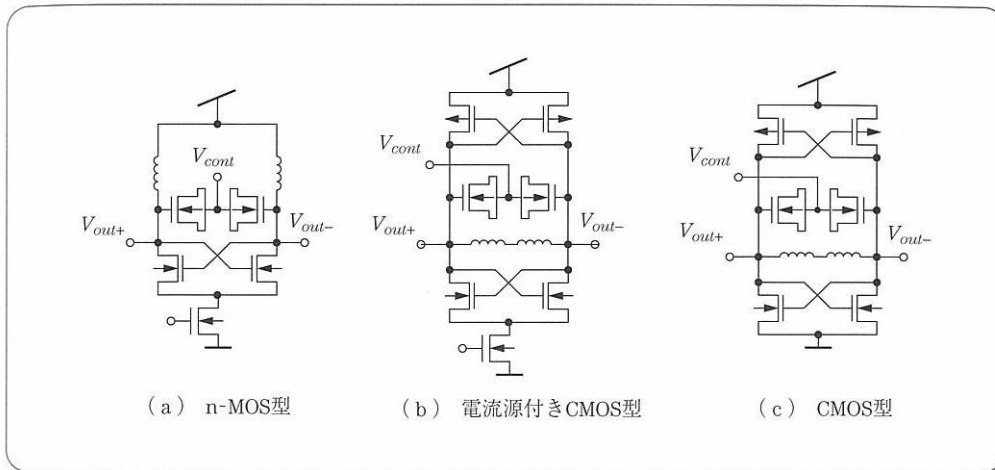 V_cont
V_out+
V_out−
(a) n-MOS型
V_cont
V_out+
V_out−
(b) 電流源付きCMOS型
V_cont
V_out+
V_out−
(c) CMOS型